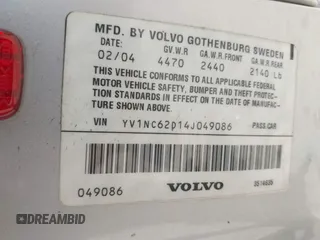 MFD. BY VOLVO GOTHENBURG SWEDEN
DATE: GV.W.R GA.W.R.FRONT GA.W.R REAR
02/04 4470 2440 2140 LB
THIS VEHICLE CONFORMS TO ALL APPLICABLE
FEDERAL MOTOR VEHICLE SAFETY, BUMPER AND THEFT PROTEC-
TION STANDARDS IN EFFECT ON THE DATE OF MANUFAC-
TURE SHOWN ABOVE.
VIN YV1NC62D14J049086 PASS.CAR
049086 VOLVO
DREAMBID